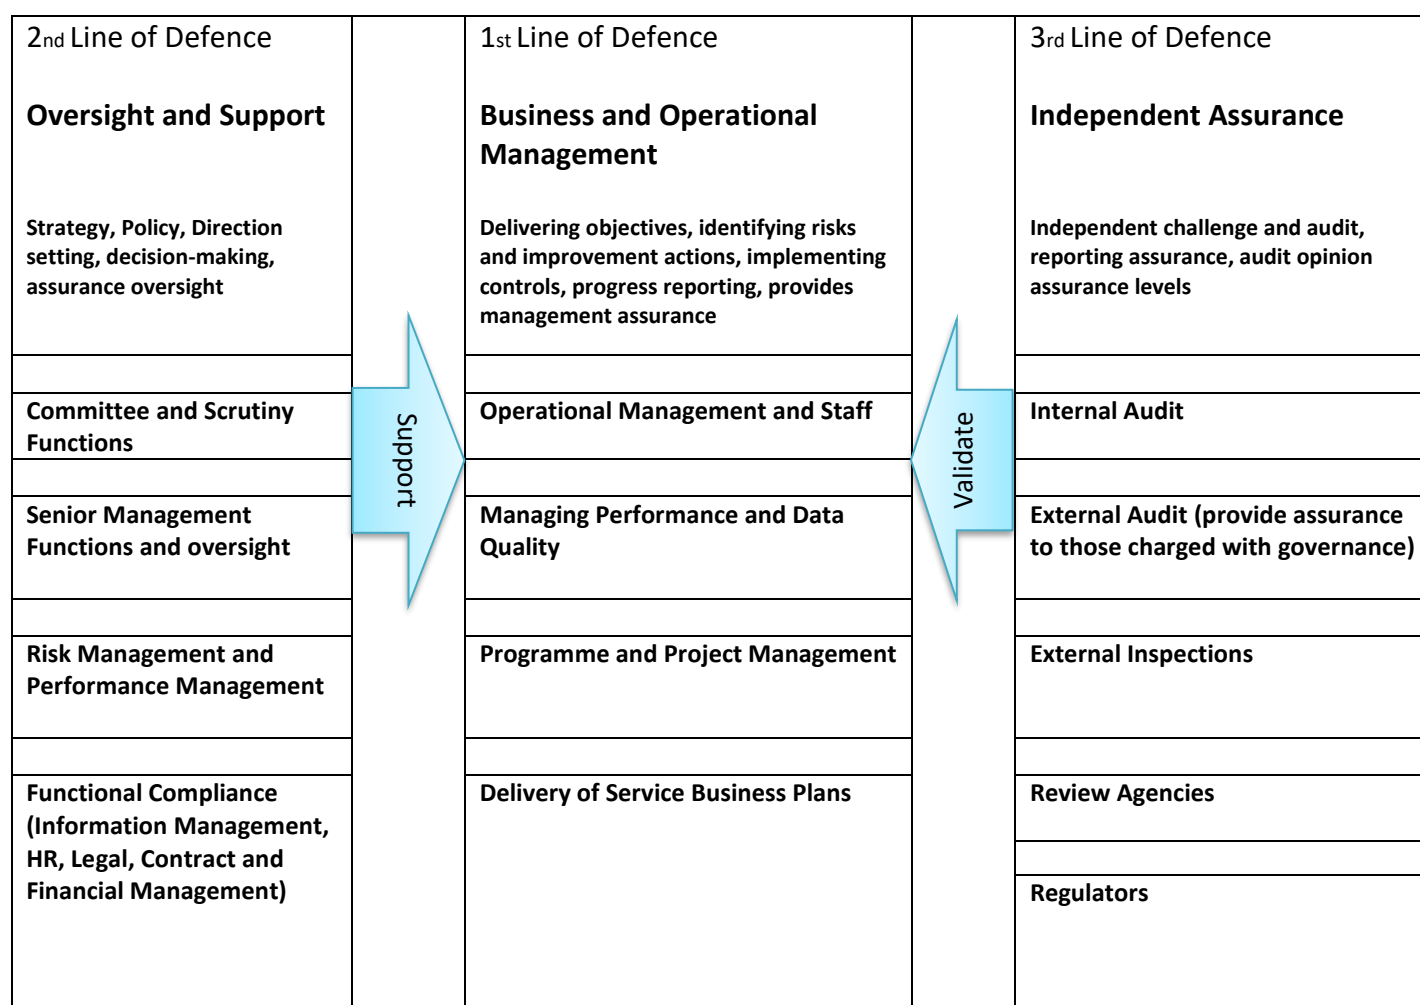 2nd Line of Defence
Oversight and Support
Strategy, Policy, Direction
setting, decision-making,
assurance oversight
Committee and Scrutiny
Functions
Senior Management
Functions and oversight
Risk Management and
Performance Management
Functional Compliance
(Information Management,
HR, Legal, Contract and
Financial Management)
Support
1st Line of Defence
Business and Operational
Management
Delivering objectives, identifying risks
and improvement actions, implementing
controls, progress reporting, provides
management assurance
Operational Management and Staff
Managing Performance and Data
Quality
Programme and Project Management
Delivery of Service Business Plans
Validate
3rd Line of Defence
Independent Assurance
Independent challenge and audit,
reporting assurance, audit opinion
assurance levels
Internal Audit
External Audit (provide assurance
to those charged with governance)
External Inspections
Review Agencies
Regulators